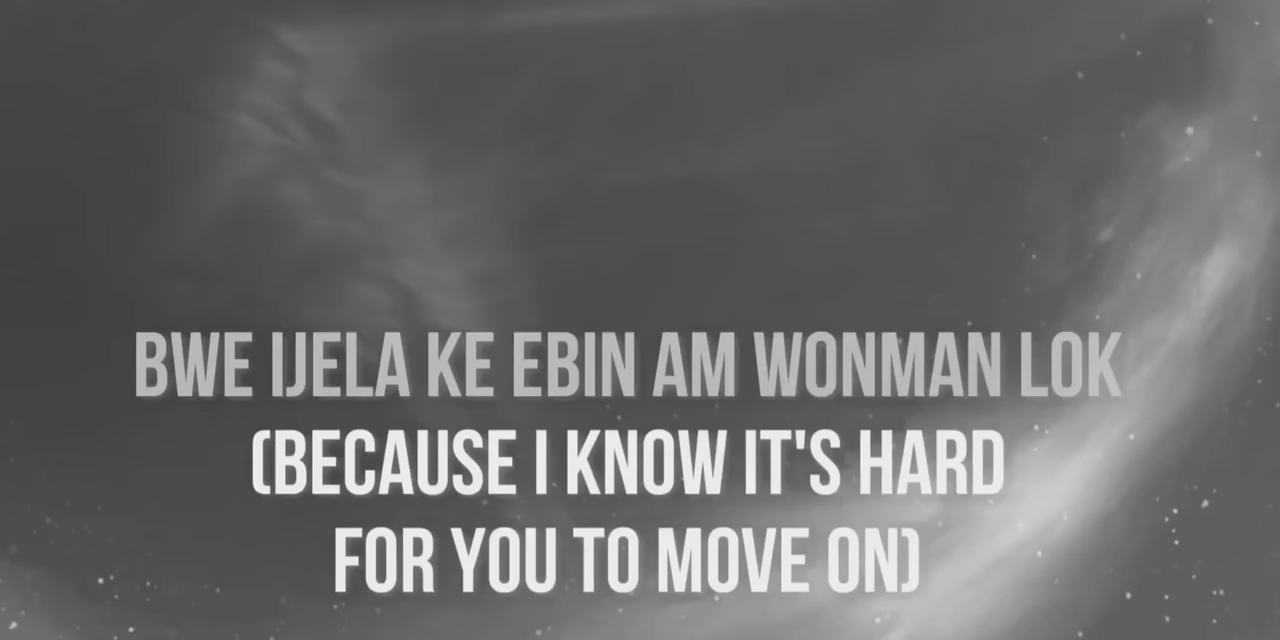 BWE IJELA KE EBIN AM WONMAN LOK
(BECAUSE I KNOW IT'S HARD
FOR YOU TO MOVE ON)